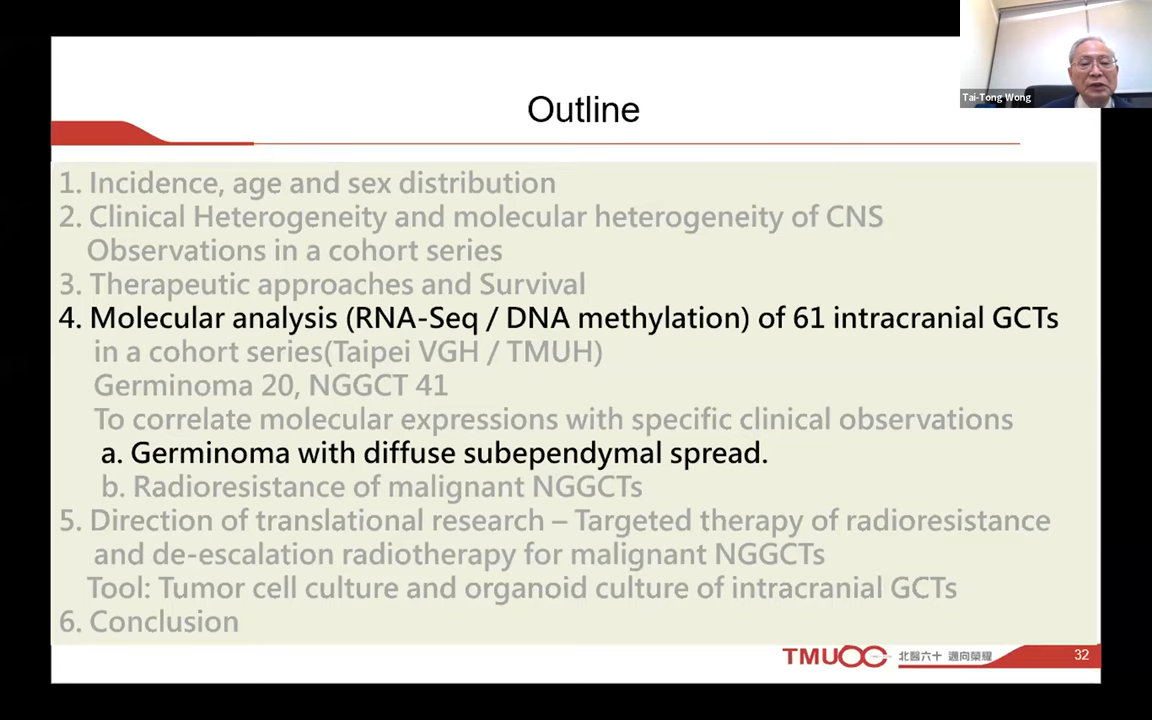 Tai-Tong Wong
Outline
1. Incidence, age and sex distribution
2. Clinical Heterogeneity and molecular heterogeneity of CNS
Observations in a cohort series
3. Therapeutic approaches and Survival
4. Molecular analysis (RNA-Seq / DNA methylation) of 61 intracranial GCTs
in a cohort series(Taipei VGH / TMUH)
Germinoma 20, NGGCT 41
To correlate molecular expressions with specific clinical observations
a. Germinoma with diffuse subependymal spread.
b. Radioresistance of malignant NGGCTs
5. Direction of translational research – Targeted therapy of radioresistance
and de-escalation radiotherapy for malignant NGGCTs
Tool: Tumor cell culture and organoid culture of intracranial GCTs
6. Conclusion
TMU 北醫六十 邁向榮耀 32